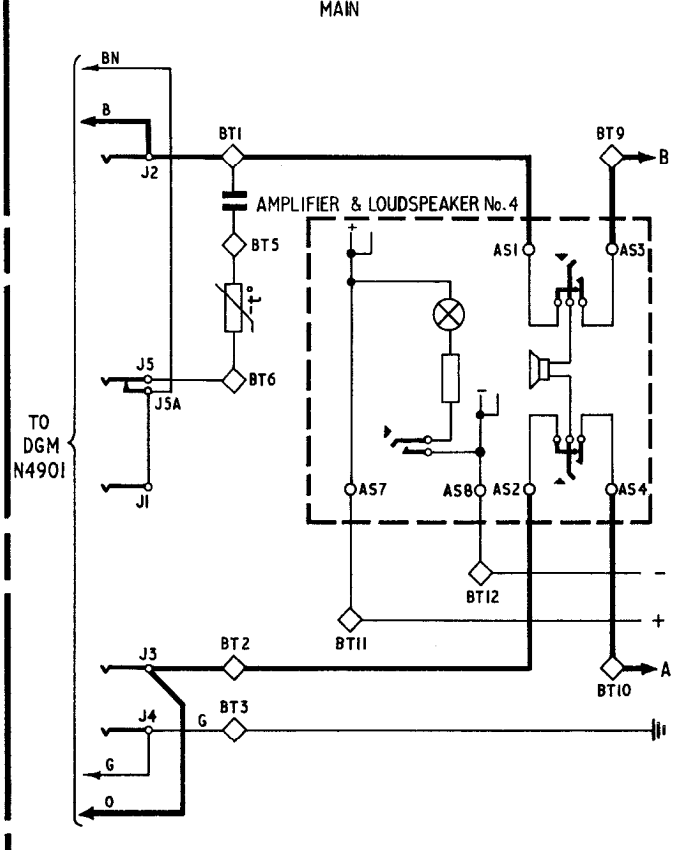 MAIN
BN
B
BT1
BT9
B
J2
AMPLIFIER & LOUDSPEAKER No. 4
+
BT5
AS1
AS3
-t°
J5
BT6
J5A
-
TO
DGM
N4901
J1
AS7
AS8
AS2
AS4
BT12
-
BT11
+
J3
BT2
A
BT10
J4
G
BT3
G
O